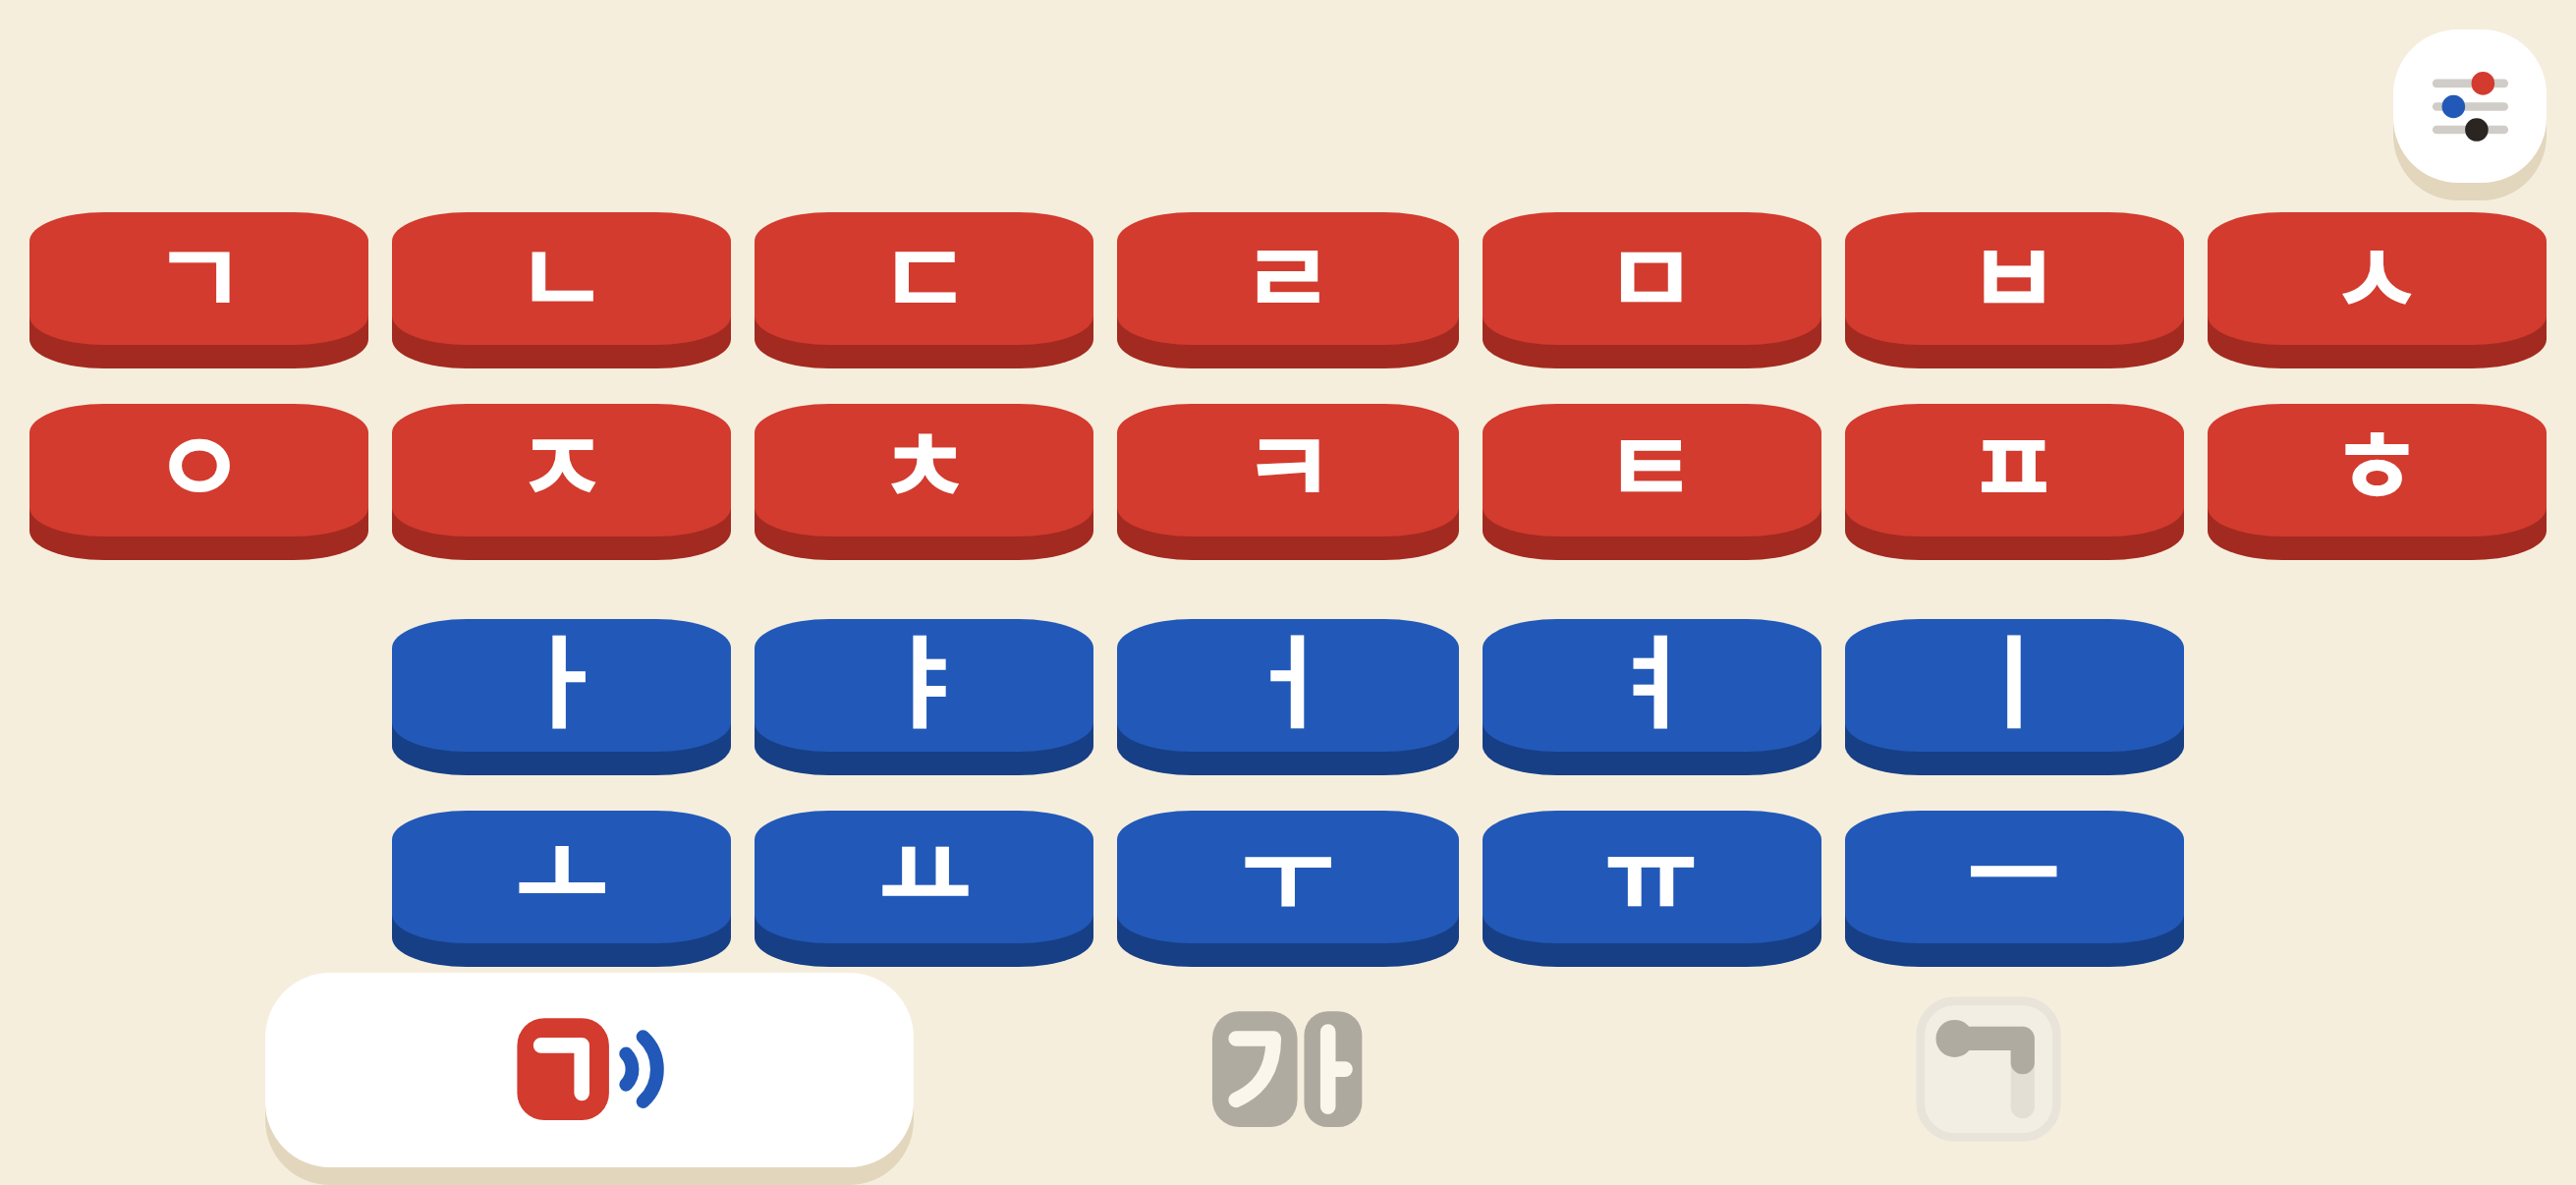 ㄱ ㄴ ㄷ ㄹ ㅁ ㅂ ㅅ
ㅇ ㅈ ㅊ ㅋ ㅌ ㅍ ㅎ
ㅏ ㅑ ㅓ ㅕ ㅣ
ㅗ ㅛ ㅜ ㅠ ㅡ
ㄱ 가 ㄱ